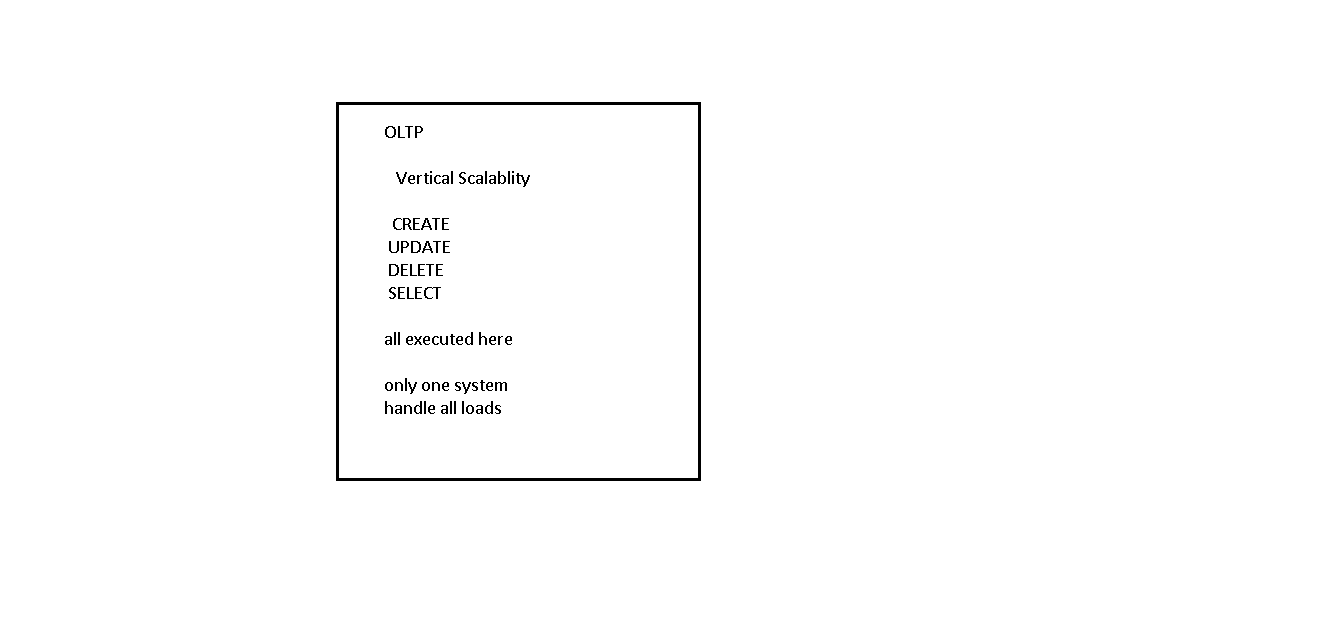 OLTP
Vertical Scalablity
CREATE
UPDATE
DELETE
SELECT
all executed here
only one system
handle all loads